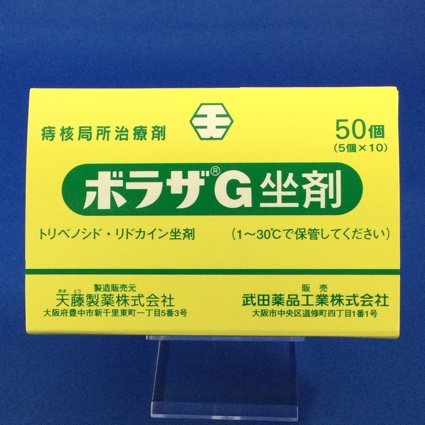 痔核局所治療剤
50個
(5個×10)
ボラザ®G坐剤
トリベノシド・リドカイン坐剤
(1～30℃で保管してください)
製造販売元
あま とう
天藤製薬株式会社
大阪府豊中市新千里東町一丁目5番3号
販売
武田薬品工業株式会社
大阪市中央区道修町四丁目1番1号